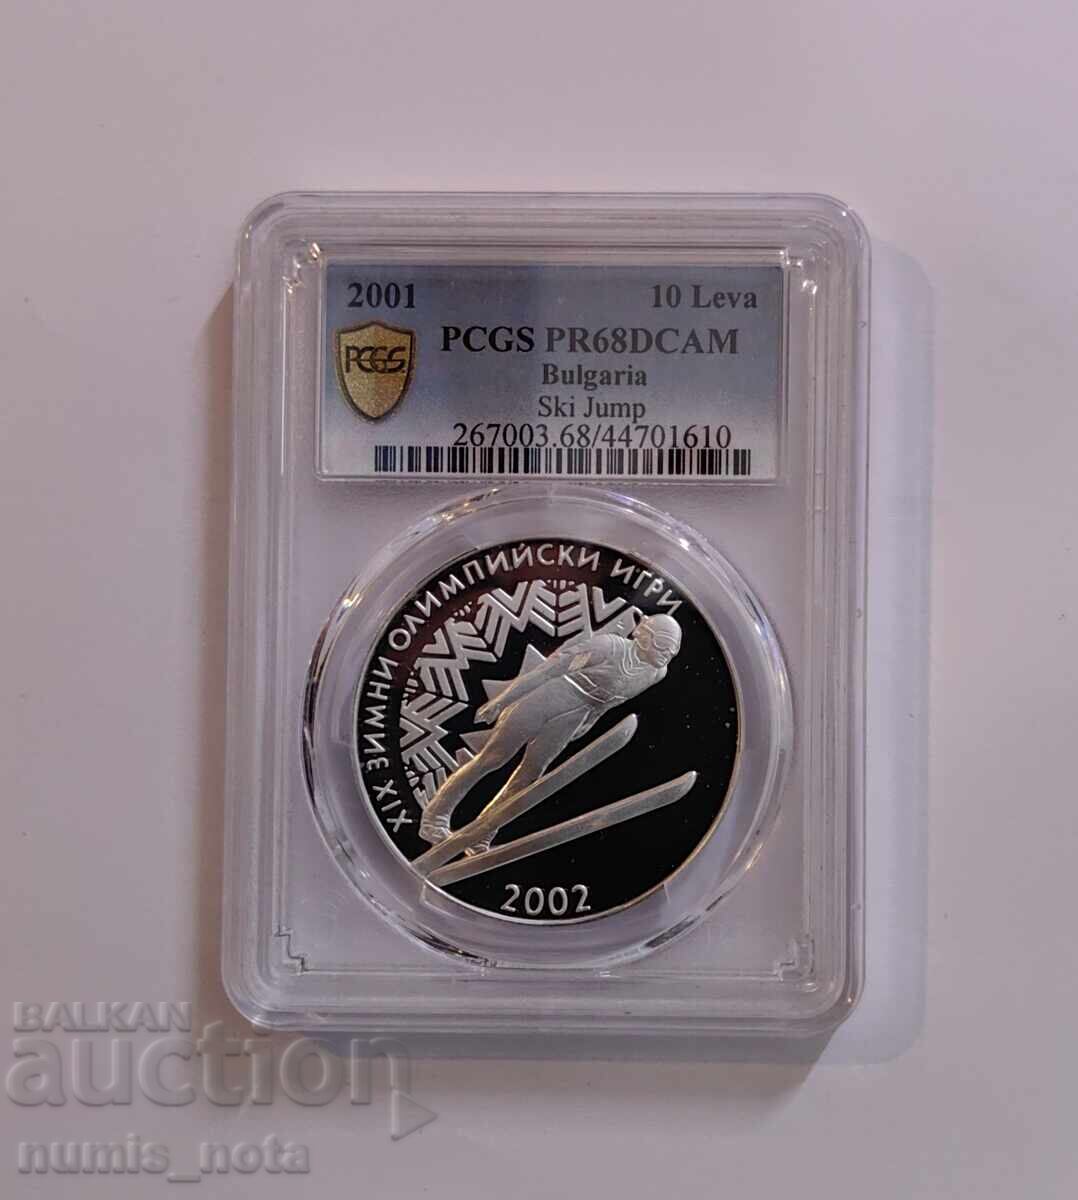 2001 10 Leva
PCGS PR68DCAM
PCGS
Bulgaria
Ski Jump
267003.68/44701610
XIX ЗИМНИ ОЛИМПИЙСКИ ИГРИ
2002
BALKAN
auction
numis_nota